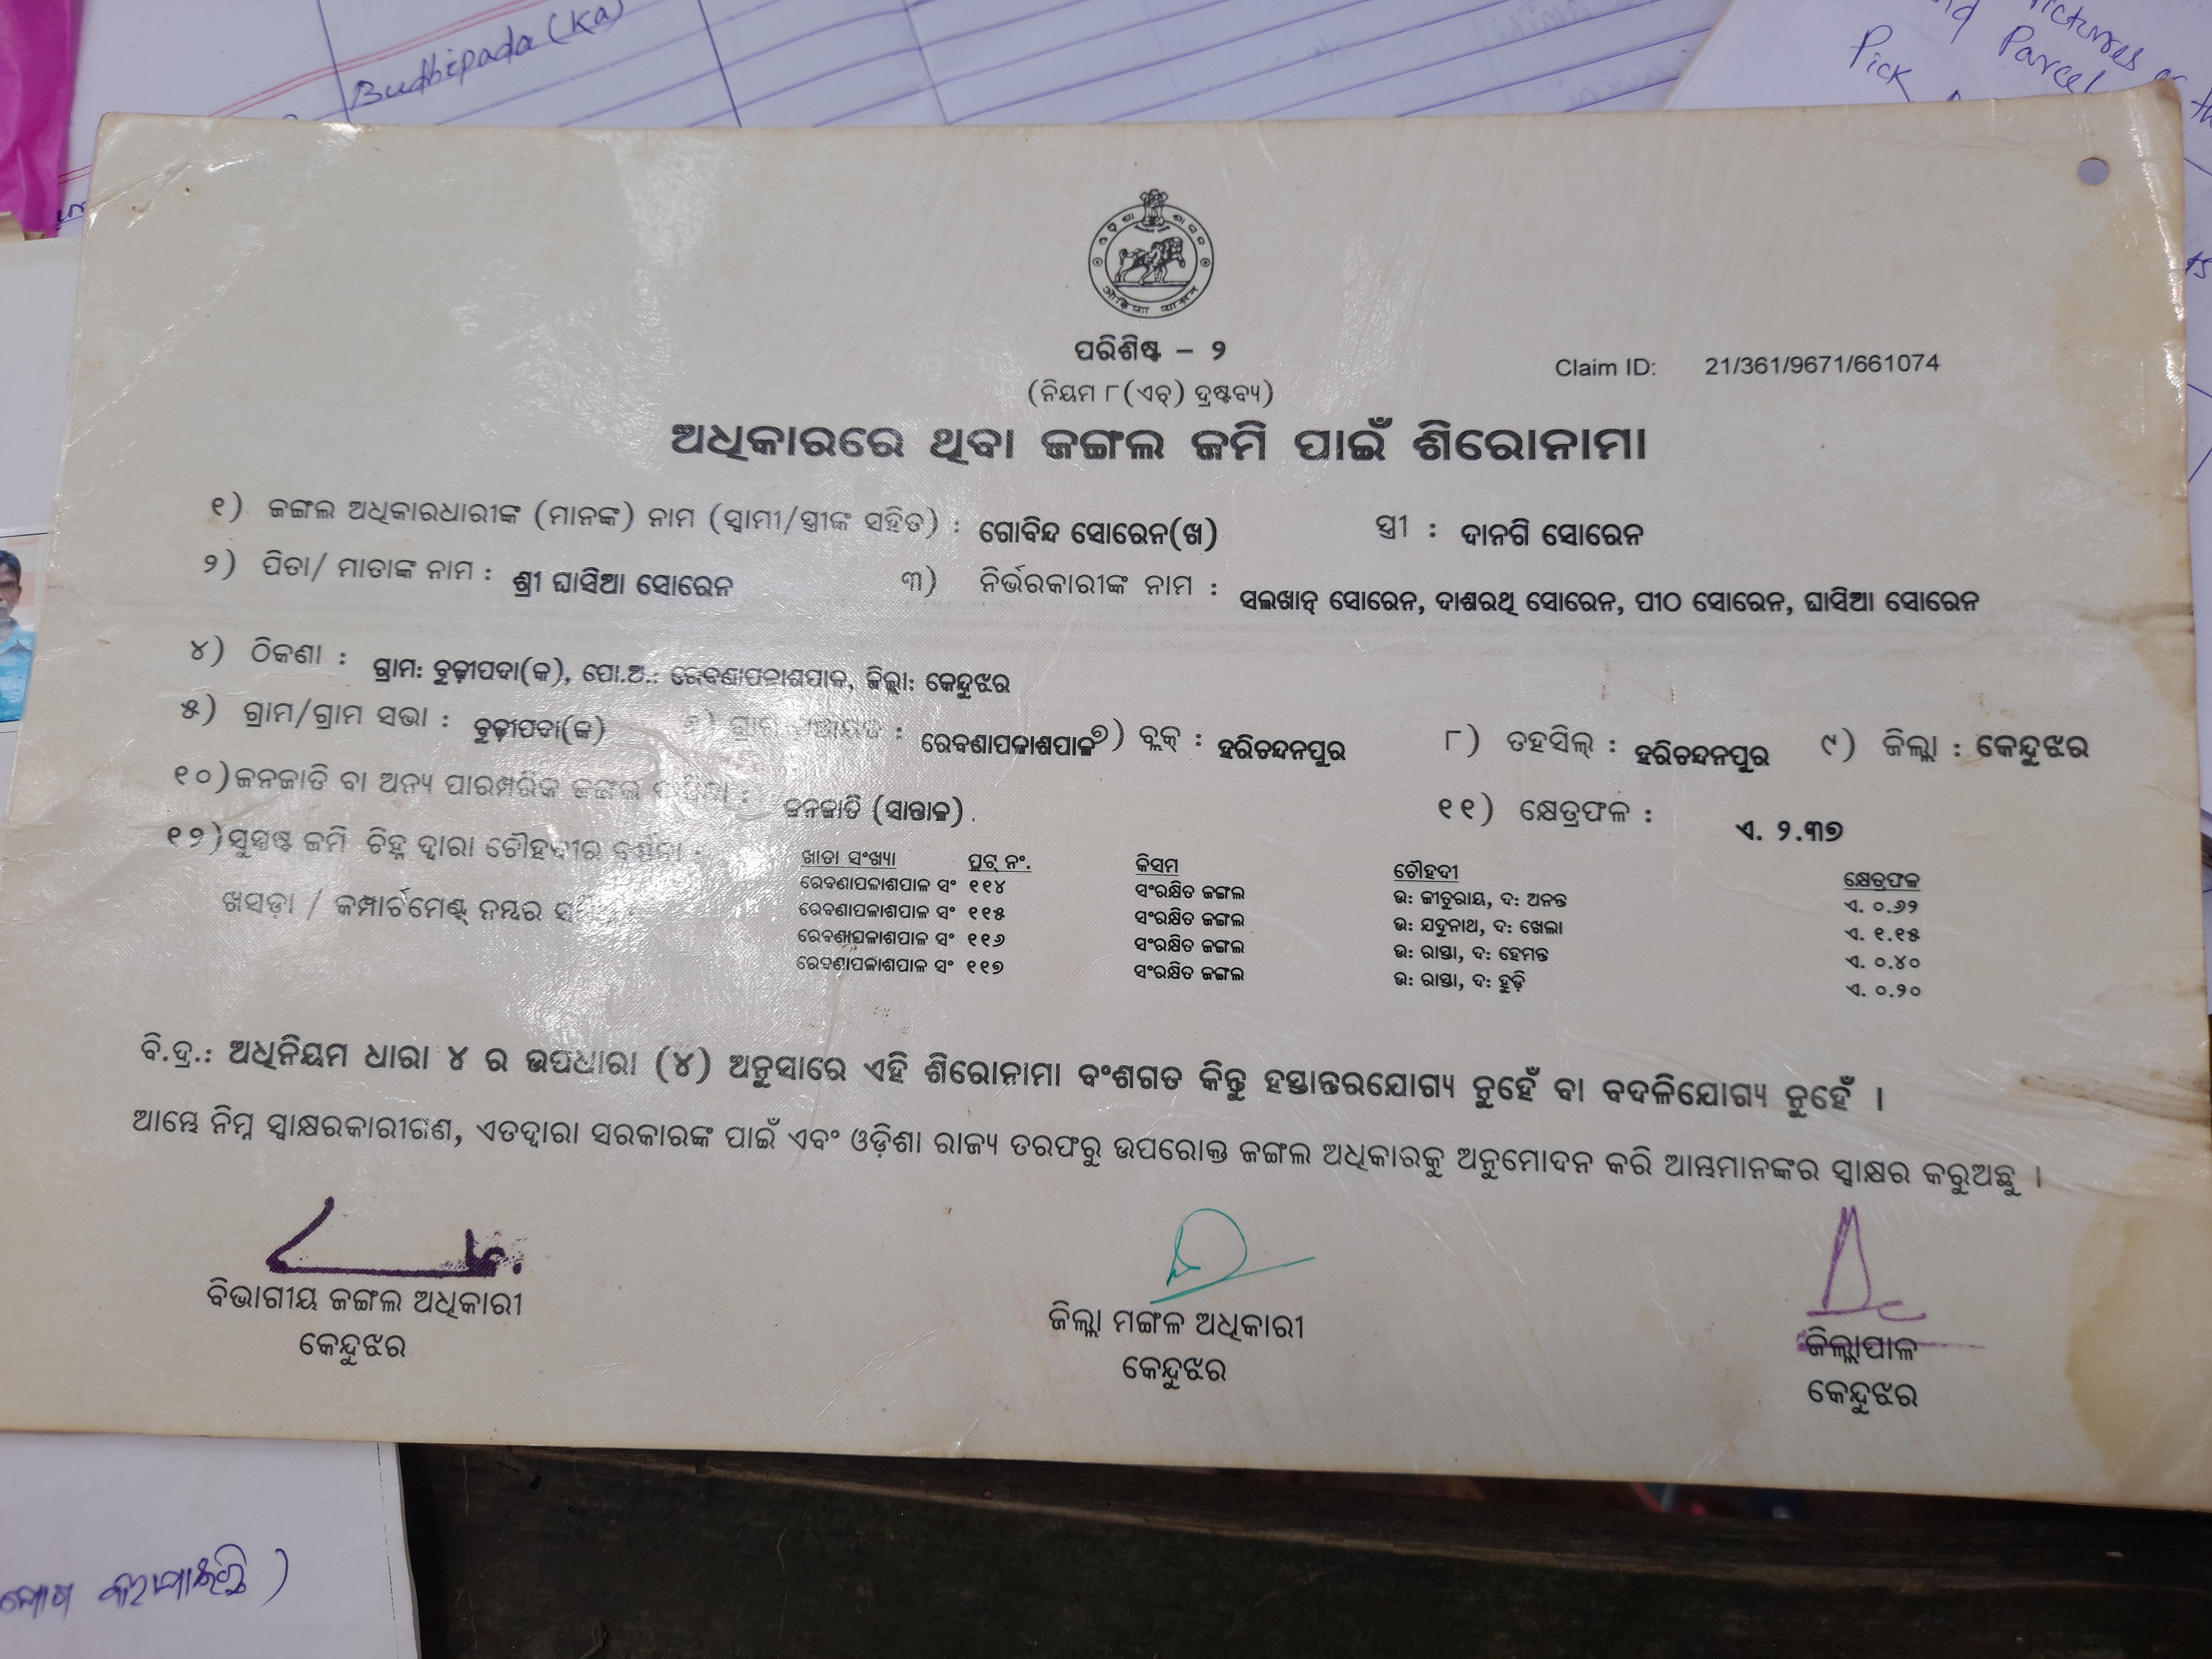 Budhipada (Ka)
Pick
Parcel
ପରିଶିଷ୍ଟ – ୨
Claim ID: 21/361/9671/661074
(ନିୟମ ୮(ଏଚ୍) ଦ୍ରଷ୍ଟବ୍ୟ)
ଅଧିକାରରେ ଥିବା ଜଙ୍ଗଲ ଜମି ପାଇଁ ଶିରୋନାମା
୧) ଜଙ୍ଗଲ ଅଧିକାରଧାରୀଙ୍କ (ମାନଙ୍କ) ନାମ (ସ୍ୱାମୀ/ସ୍ତ୍ରୀଙ୍କ ସହିତ) : ଗୋବିନ୍ଦ ସୋରେନ(ଖ) ସ୍ତ୍ରୀ : ଦାନଗି ସୋରେନ
୨) ପିତା/ ମାତାଙ୍କ ନାମ : ଶ୍ରୀ ଘାସିଆ ସୋରେନ ୩) ନିର୍ଭରକାରୀଙ୍କ ନାମ : ସଲଖାନ୍ ସୋରେନ, ଦାଶରଥି ସୋରେନ, ପୀଠ ସୋରେନ, ଘାସିଆ ସୋରେନ
୪) ଠିକଣା : ଗ୍ରାମ: ବୁଢ଼ୀପଦା(କ), ପୋ.ଅ.: ରେବଣାପଳାଶପାଳ, ଜିଲ୍ଲା: କେନ୍ଦୁଝର
୫) ଗ୍ରାମ/ଗ୍ରାମ ସଭା : ବୁଢ଼ୀପଦା(କ) : ରେବଣାପଳାଶପାଳ ୭) ବ୍ଲକ୍ : ହରିଚନ୍ଦନପୁର ୮) ତହସିଲ୍ : ହରିଚନ୍ଦନପୁର ୯) ଜିଲ୍ଲା : କେନ୍ଦୁଝର
୧୦) ଜନଜାତି ବା ଅନ୍ୟ ପାରମ୍ପରିକ ଜଙ୍ଗଲ : ଜନଜାତି (ସାନ୍ତାଳ) . ୧୧) କ୍ଷେତ୍ରଫଳ : ଏ. ୨.୩୭
୧୨) ସୁସ୍ପଷ୍ଟ ଜମି ଚିହ୍ନ ଦ୍ୱାରା ଚୌହଦୀର ବର୍ଣ୍ଣନା :
ଖସଡ଼ା / କମ୍ପାର୍ଟମେଣ୍ଟ୍ ନମ୍ବର
ଖାତା ସଂଖ୍ୟା ପ୍ଲଟ୍ ନଂ. କିସମ ଚୌହଦୀ କ୍ଷେତ୍ରଫଳ
ରେବଣାପଳାଶପାଳ ସଂ ୧୧୪ ସଂରକ୍ଷିତ ଜଙ୍ଗଲ ଉ: ଜୀତୁରାୟ, ଦ: ଅନନ୍ତ ଏ. ୦.୬୨
ରେବଣାପଳାଶପାଳ ସଂ ୧୧୫ ସଂରକ୍ଷିତ ଜଙ୍ଗଲ ଉ: ଯଦୁନାଥ, ଦ: ଖେଲା ଏ. ୧.୧୫
ରେବଣାପଳାଶପାଳ ସଂ ୧୧୬ ସଂରକ୍ଷିତ ଜଙ୍ଗଲ ଉ: ରାସ୍ତା, ଦ: ହେମନ୍ତ ଏ. ୦.୪୦
ରେବଣାପଳାଶପାଳ ସଂ ୧୧୭ ସଂରକ୍ଷିତ ଜଙ୍ଗଲ ଉ: ରାସ୍ତା, ଦ: ହୁଡ଼ି ଏ. ୦.୨୦
ବି.ଦ୍ର.: ଅଧିନିୟମ ଧାରା ୪ ର ଉପଧାରା (୪) ଅନୁସାରେ ଏହି ଶିରୋନାମା ବଂଶଗତ କିନ୍ତୁ ହସ୍ତାନ୍ତରଯୋଗ୍ୟ ନୁହେଁ ବା ବଦଳିଯୋଗ୍ୟ ନୁହେଁ ।
ଆମ୍ଭେ ନିମ୍ନ ସ୍ୱାକ୍ଷରକାରୀଗଣ, ଏତଦ୍ୱାରା ସରକାରଙ୍କ ପାଇଁ ଏବଂ ଓଡ଼ିଶା ରାଜ୍ୟ ତରଫରୁ ଉପରୋକ୍ତ ଜଙ୍ଗଲ ଅଧିକାରକୁ ଅନୁମୋଦନ କରି ଆମ୍ଭମାନଙ୍କର ସ୍ୱାକ୍ଷର କରୁଅଛୁ ।
ବିଭାଗୀୟ ଜଙ୍ଗଲ ଅଧିକାରୀ
କେନ୍ଦୁଝର
ଜିଲ୍ଲା ମଙ୍ଗଳ ଅଧିକାରୀ
କେନ୍ଦୁଝର
ଜିଲ୍ଲାପାଳ
କେନ୍ଦୁଝର